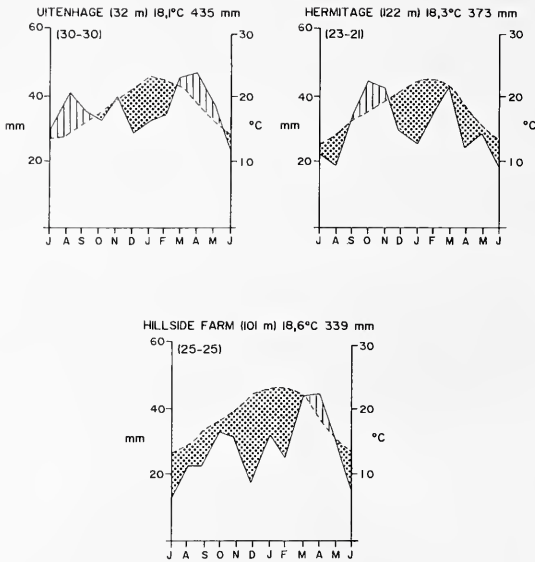 UITENHAGE (32 m) 18,1°C 435 mm
(30-30)
60
40
mm
20
30
20
°C
10
J A S O N D J F M A M J
HERMITAGE (122 m) 18,3°C 373 mm
(23-21)
60
40
mm
20
30
20
°C
10
J A S O N D J F M A M J
HILLSIDE FARM (101 m) 18,6°C 339 mm
(25-25)
60
40
mm
20
30
20
°C
10
J A S O N D J F M A M J